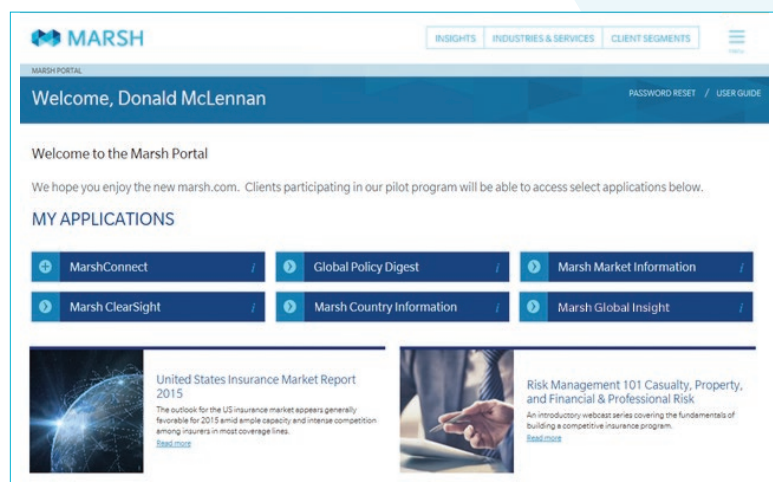 MARSH
INSIGHTS INDUSTRIES & SERVICES CLIENT SEGMENTS
MARSH PORTAL
Welcome, Donald McLennan
PASSWORD RESET / USER GUIDE
Welcome to the Marsh Portal
We hope you enjoy the new marsh.com. Clients participating in our pilot program will be able to access select applications below.
MY APPLICATIONS
MarshConnect i Global Policy Digest i Marsh Market Information i
Marsh ClearSight i Marsh Country Information i Marsh Global Insight i
United States Insurance Market Report
2015
The outlook for the US insurance market appears generally
favorable for 2015 amid ample capacity and intense competition
among insurers in most coverage lines.
Read more
Risk Management 101 Casualty, Property,
and Financial & Professional Risk
An introductory webcast series covering the fundamentals of
building a competitive insurance program.
Read more